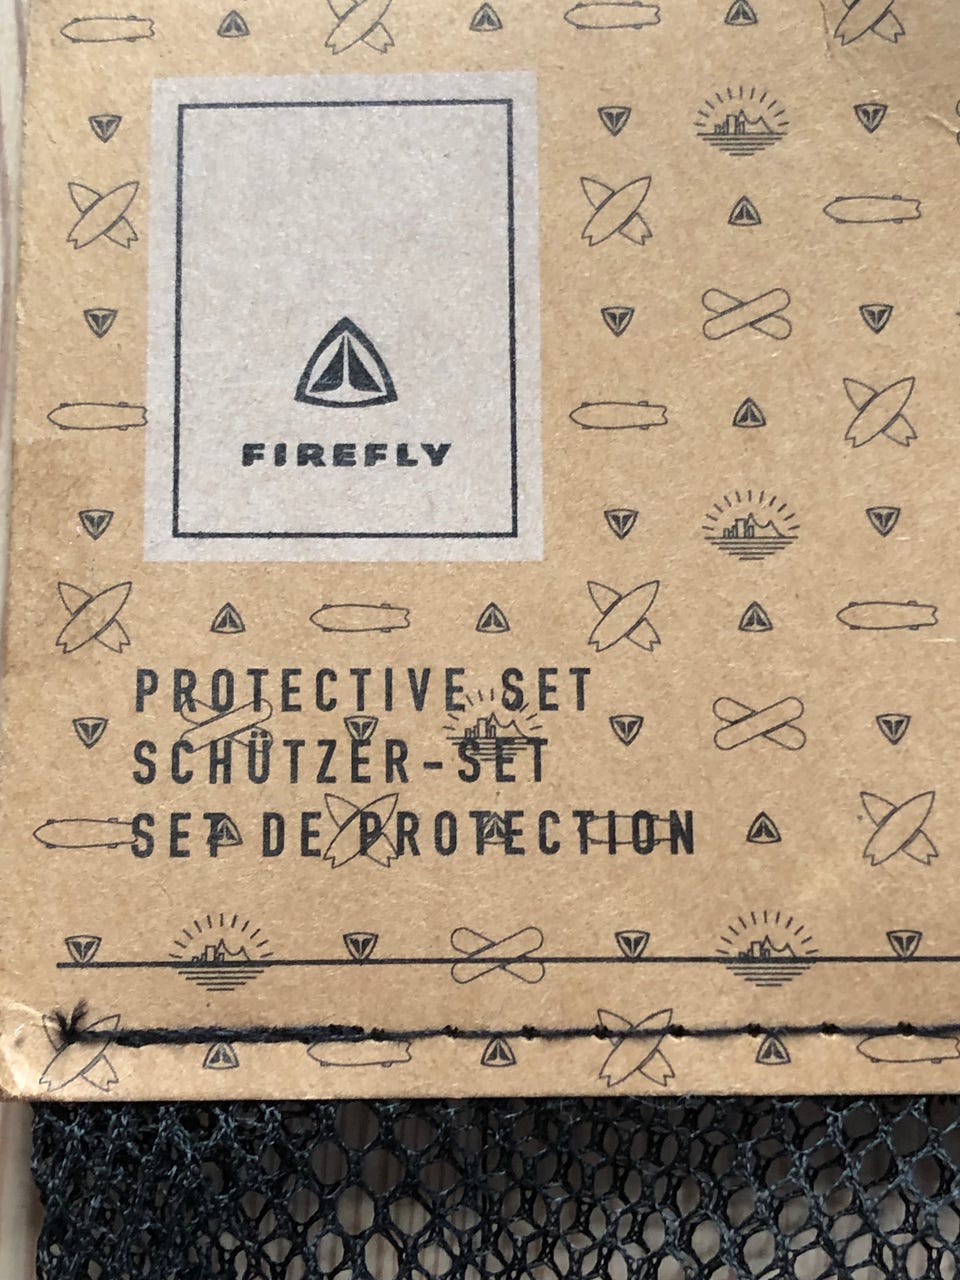 FIREFLY
PROTECTIVE SET
SCHÜTZER-SET
SET DE PROTECTION